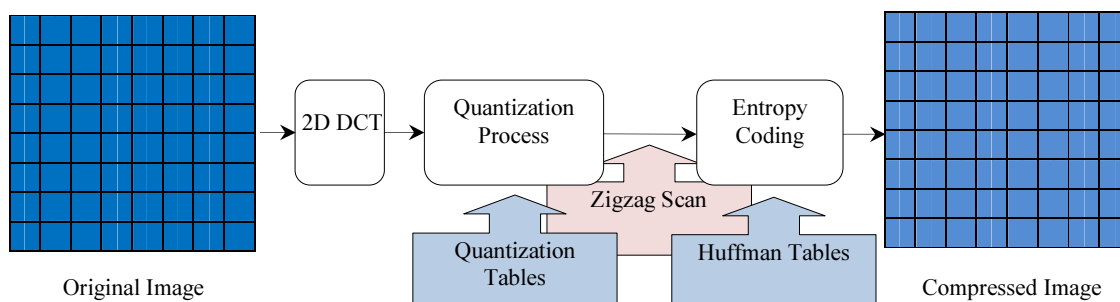 2D DCT
Quantization
Process
Entropy
Coding
Zigzag Scan
Quantization
Tables
Huffman Tables
Original Image
Compressed Image